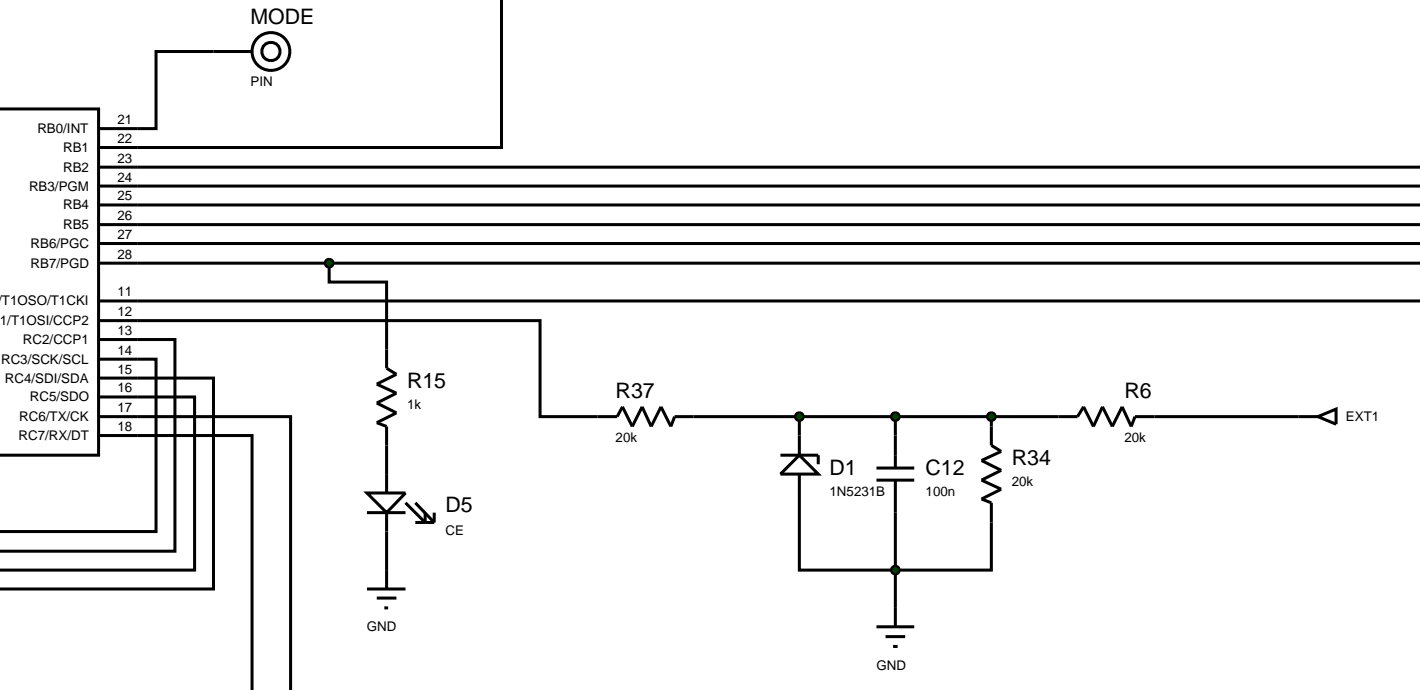 MODE
PIN
RB0/INT 21
RB1 22
RB2 23
RB3/PGM 24
RB4 25
RB5 26
RB6/PGC 27
RB7/PGD 28
/T1OSO/T1CKI 11
1/T1OSI/CCP2 12
RC2/CCP1 13
RC3/SCK/SCL 14
RC4/SDI/SDA 15
RC5/SDO 16
RC6/TX/CK 17
RC7/RX/DT 18
R15
1k
D5
CE
GND
R37
20k
D1
1N5231B
C12
100n
R34
20k
R6
20k
EXT1
GND